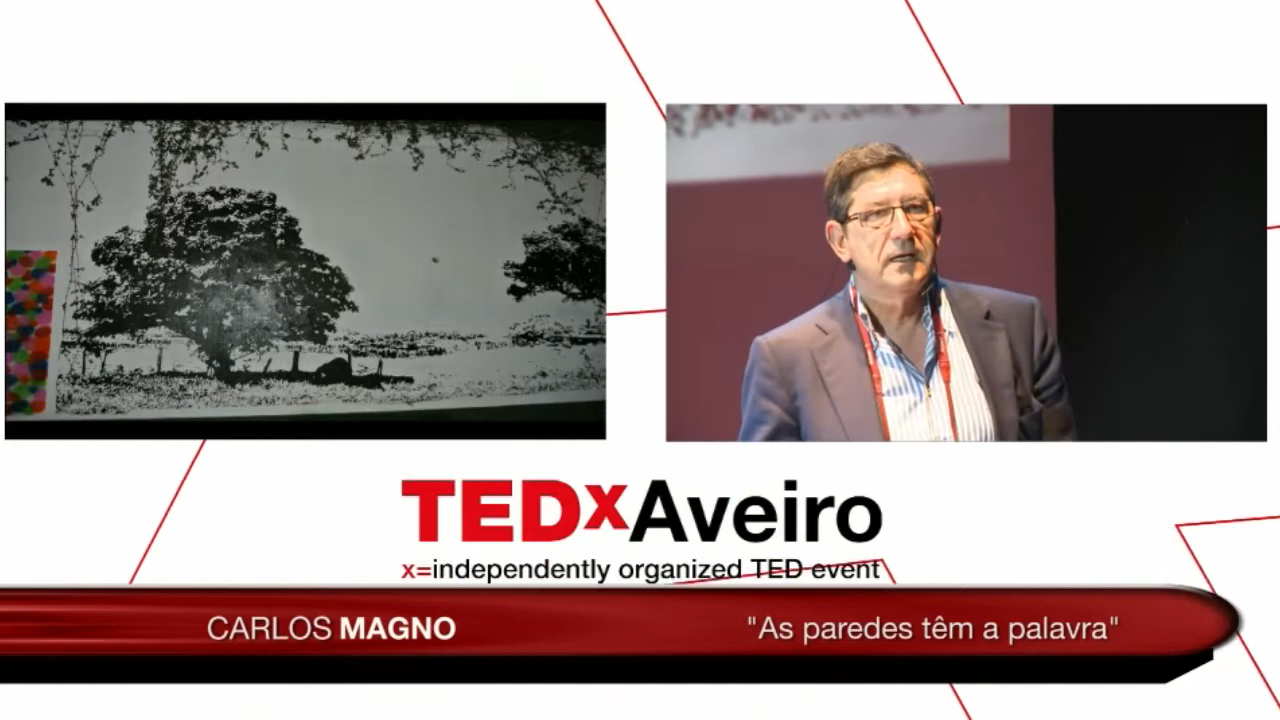 TEDxAveiro
x=independently organized TED event
CARLOS MAGNO
"As paredes têm a palavra"